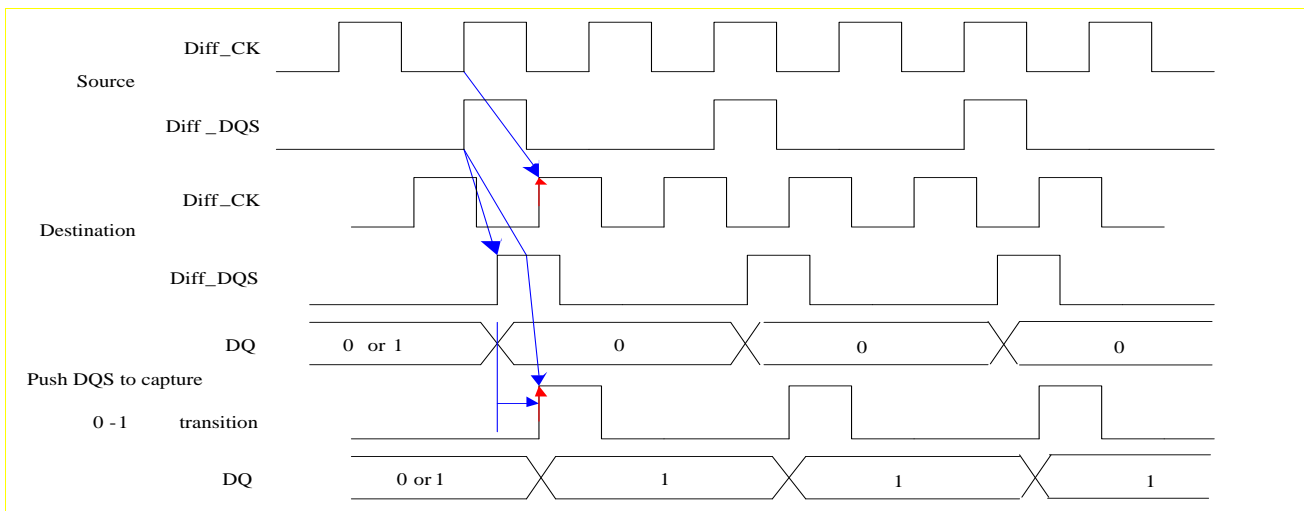 Diff_CK
Source
Diff _DQS
Diff_CK
Destination
Diff_DQS
DQ 0 or 1 0 0 0
Push DQS to capture
0 -1 transition
DQ 0 or 1 1 1 1